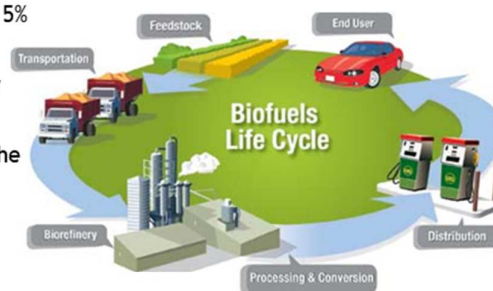 5%
Feedstock
End User
Transportation
the
Biofuels
Life Cycle
Biorefinery
Distribution
Processing & Conversion